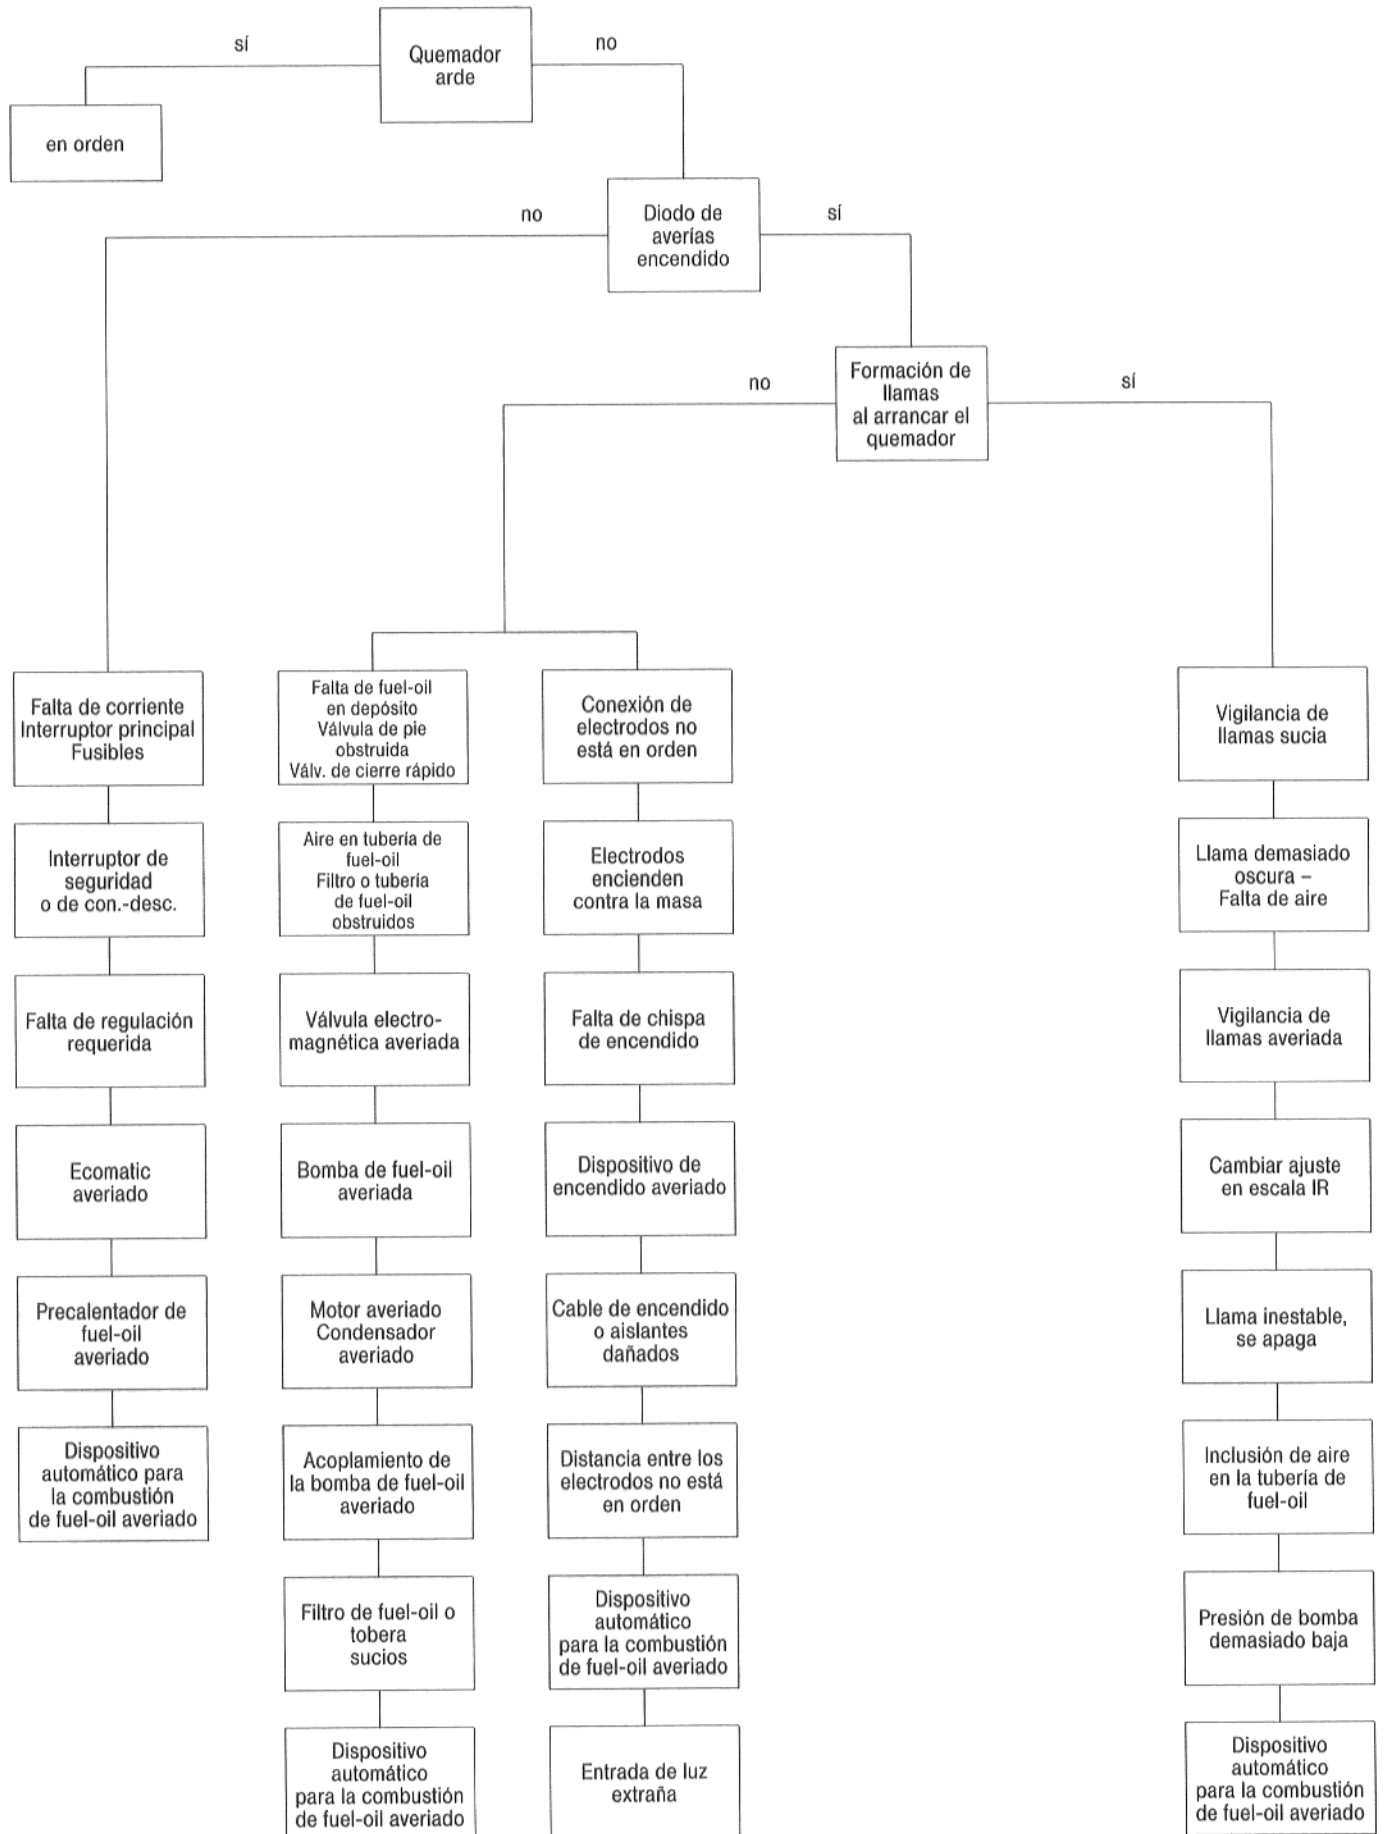 sí
Quemador
arde
no
en orden
no
Diodo de
averías
encendido
sí
no
Formación de
llamas
al arrancar el
quemador
sí
Falta de corriente
Interruptor principal
Fusibles
Interruptor de
seguridad
o de con.-desc.
Falta de regulación
requerida
Ecomatic
averiado
Precalentador de
fuel-oil
averiado
Dispositivo
automático para
la combustión
de fuel-oil averiado
Falta de fuel-oil
en depósito
Válvula de pie
obstruida
Válv. de cierre rápido
Aire en tubería de
fuel-oil
Filtro o tubería
de fuel-oil
obstruidos
Válvula electro-
magnética averiada
Bomba de fuel-oil
averiada
Motor averiado
Condensador
averiado
Acoplamiento de
la bomba de fuel-oil
averiado
Filtro de fuel-oil o
tobera
sucios
Dispositivo
automático
para la combustión
de fuel-oil averiado
Conexión de
electrodos no
está en orden
Electrodos
encienden
contra la masa
Falta de chispa
de encendido
Dispositivo de
encendido averiado
Cable de encendido
o aislantes
dañados
Distancia entre los
electrodos no está
en orden
Dispositivo
automático
para la combustión
de fuel-oil averiado
Entrada de luz
extraña
Vigilancia de
llamas sucia
Llama demasiado
oscura –
Falta de aire
Vigilancia de
llamas averiada
Cambiar ajuste
en escala IR
Llama inestable,
se apaga
Inclusión de aire
en la tubería de
fuel-oil
Presión de bomba
demasiado baja
Dispositivo
automático
para la combustión
de fuel-oil averiado